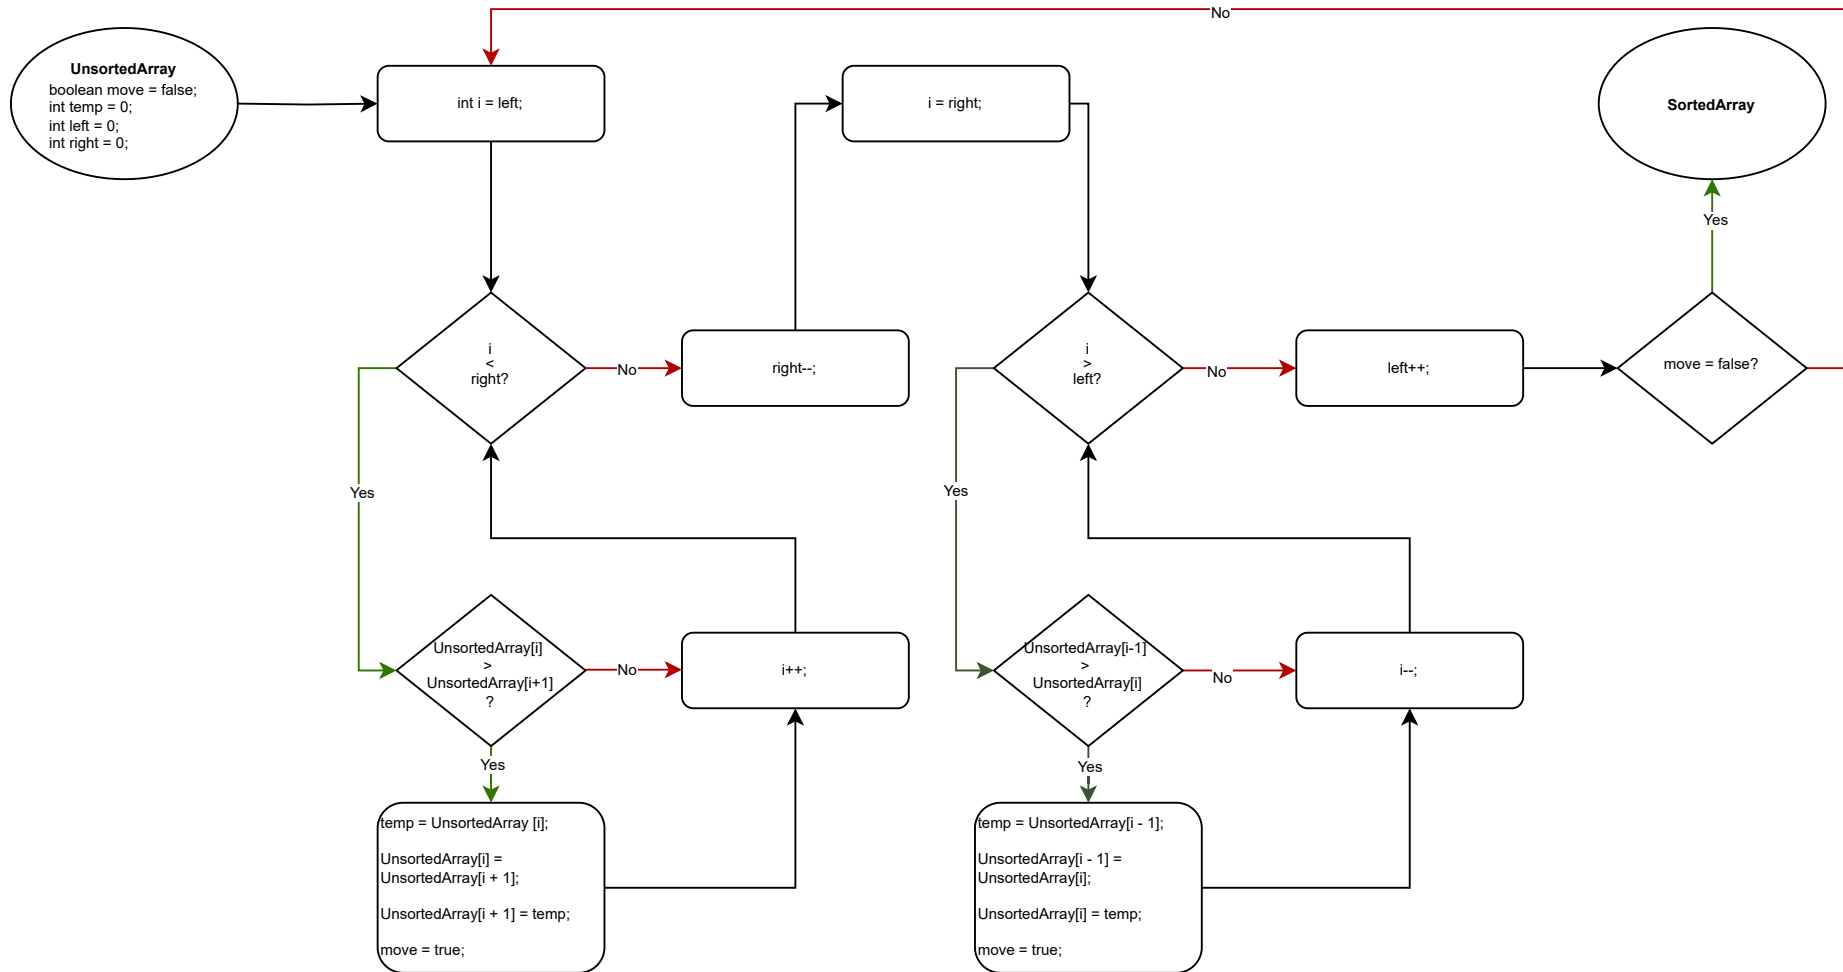 No
UnsortedArray
boolean move = false;
int temp = 0;
int left = 0;
int right = 0;
int i = left;
i = right;
SortedArray
Yes
i
<
right?
No
right--;
i
>
left?
No
left++;
move = false?
Yes
Yes
UnsortedArray[i]
>
UnsortedArray[i+1]
?
No
i++;
UnsortedArray[i-1]
>
UnsortedArray[i]
?
No
i--;
Yes
Yes
temp = UnsortedArray [i];
UnsortedArray[i] =
UnsortedArray[i + 1];
UnsortedArray[i + 1] = temp;
move = true;
temp = UnsortedArray[i - 1];
UnsortedArray[i - 1] =
UnsortedArray[i];
UnsortedArray[i] = temp;
move = true;